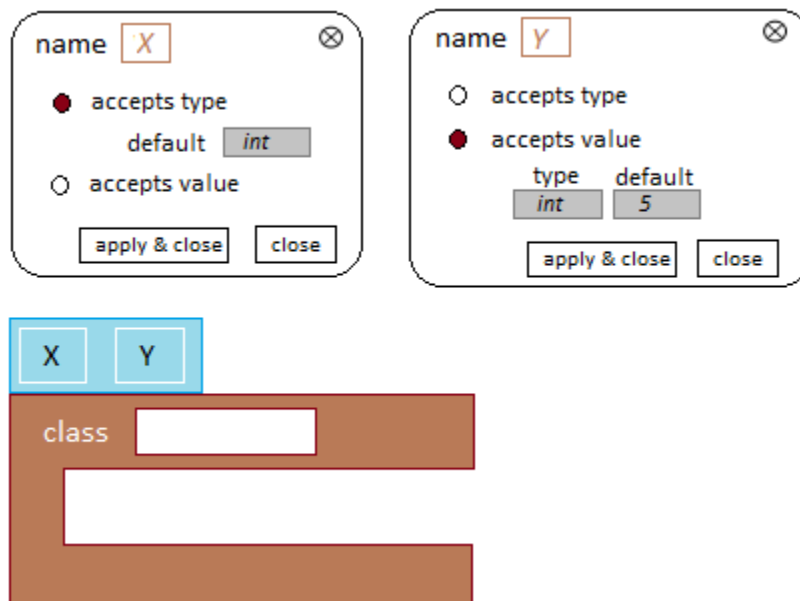 name X
accepts type
default int
accepts value
apply & close close
name Y
accepts type
accepts value
type default
int 5
apply & close close
X Y
class